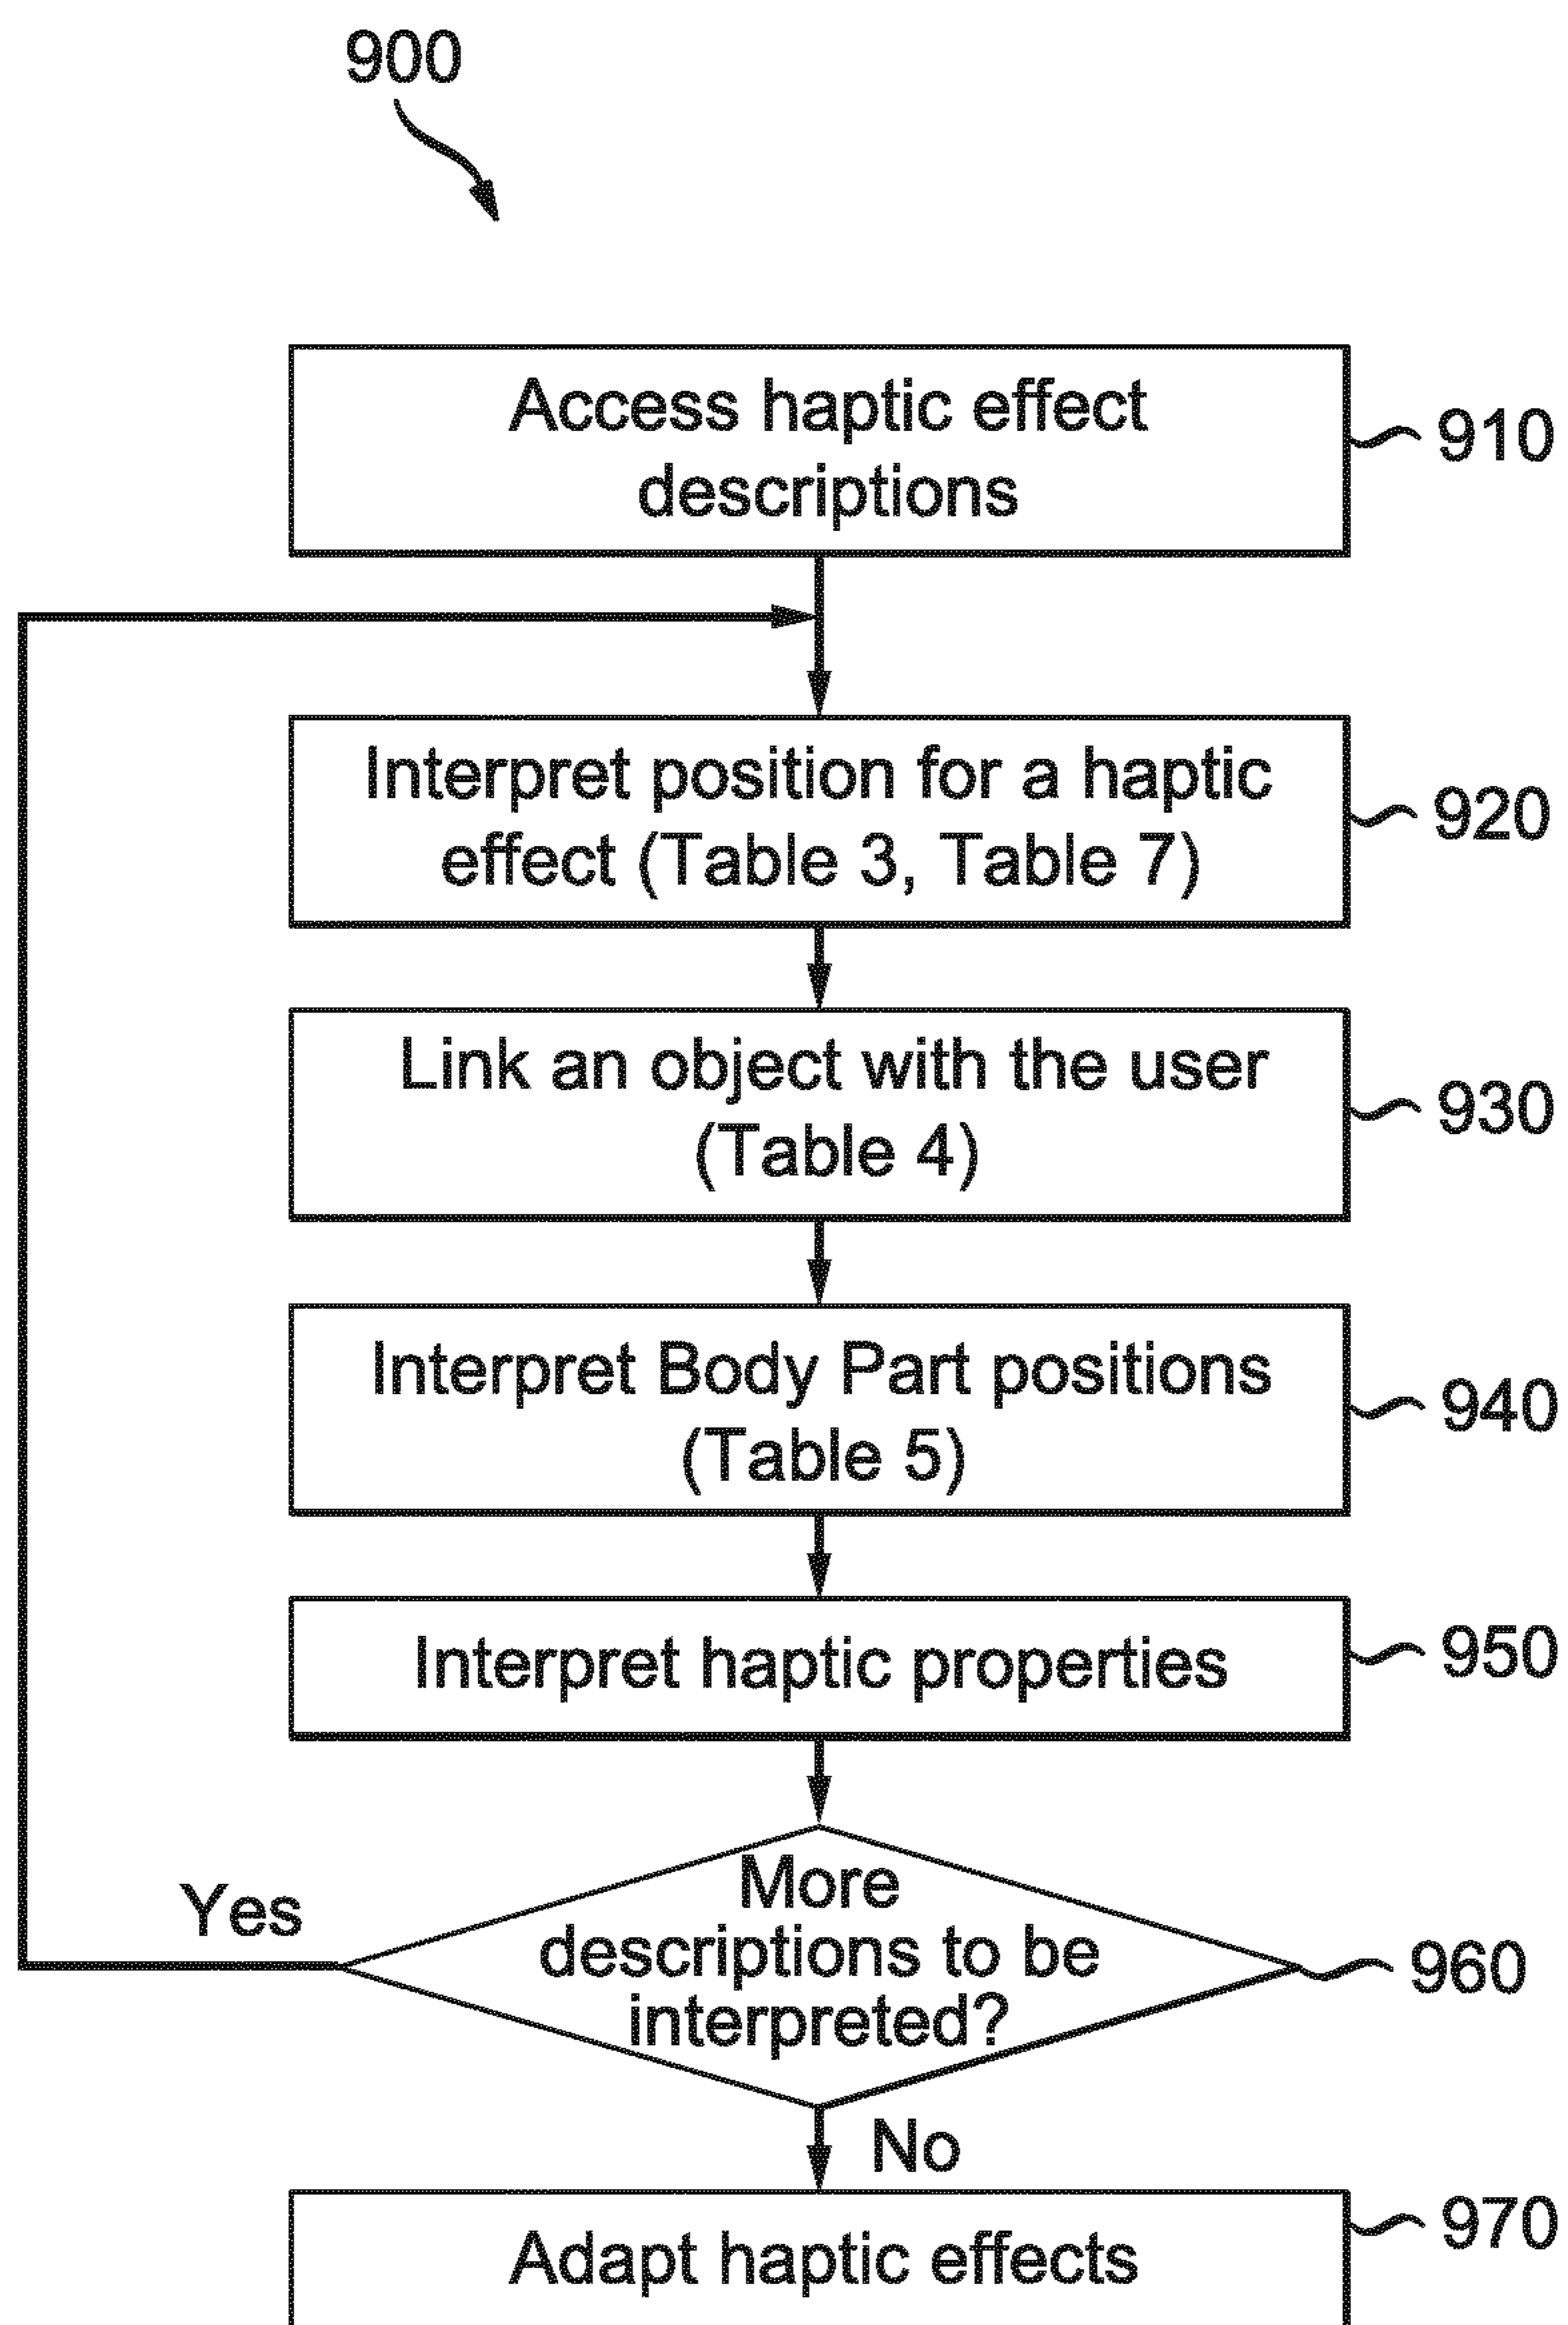 900
Access haptic effect
descriptions
910
Interpret position for a haptic
effect (Table 3, Table 7)
920
Link an object with the user
(Table 4)
930
Interpret Body Part positions
(Table 5)
940
Interpret haptic properties
950
More
descriptions to be
interpreted?
960
Yes
No
Adapt haptic effects
970